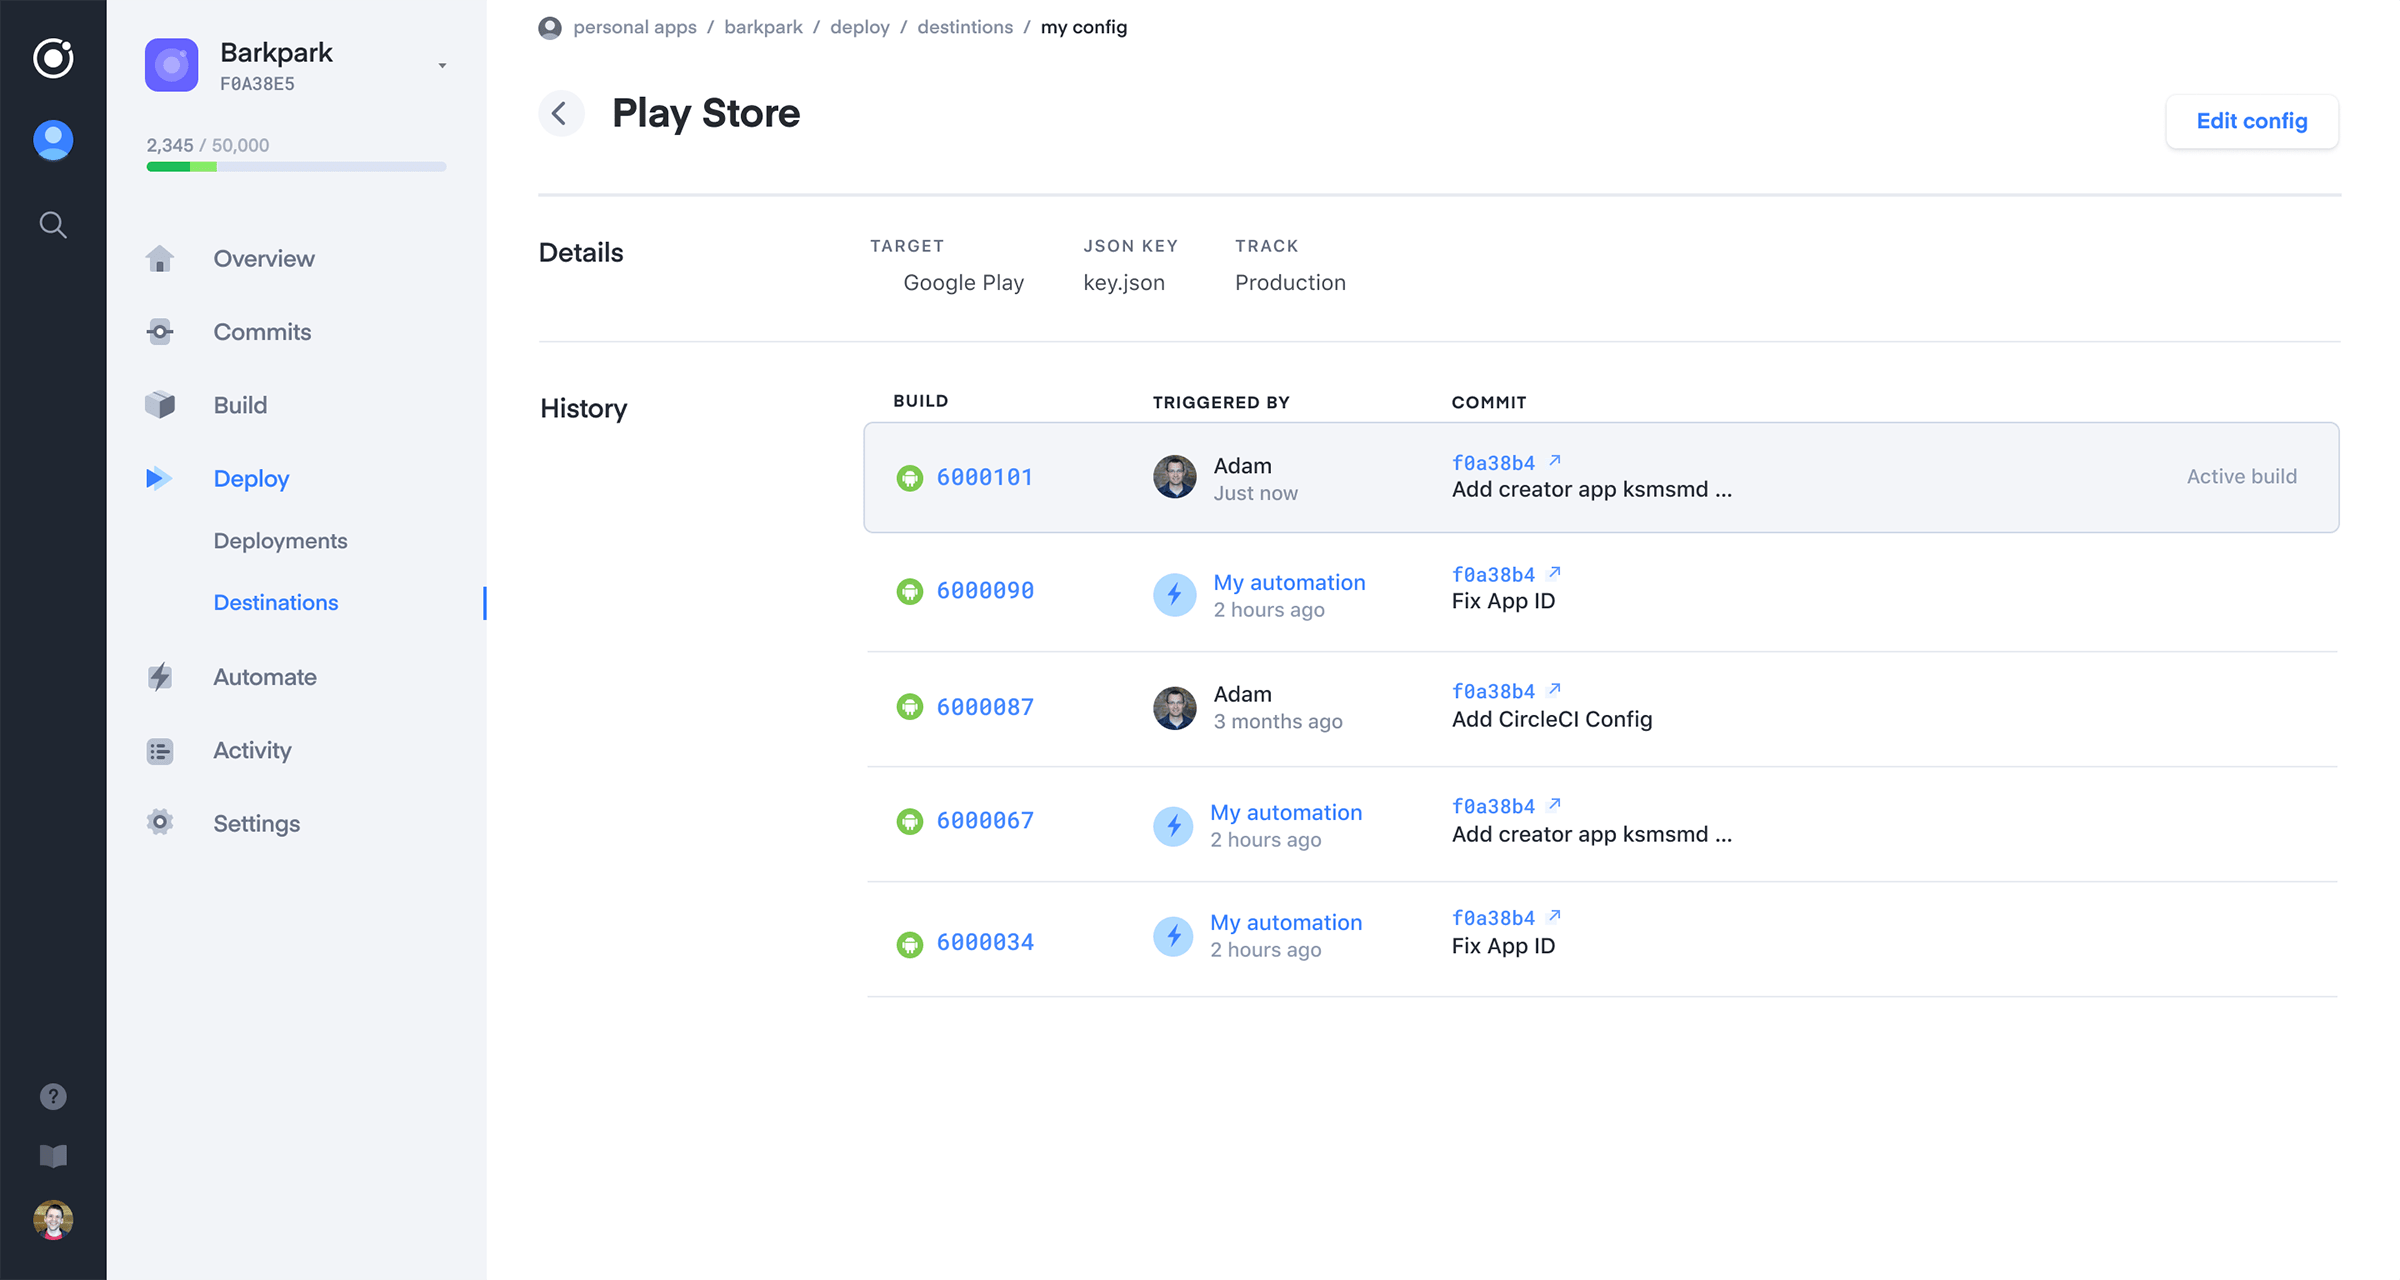 personal apps / barkpark / deploy / destintions / my config
Barkpark
F0A38E5
2,345 / 50,000
Overview
Commits
Build
Deploy
Deployments
Destinations
Automate
Activity
Settings
?
Play Store
Edit config
Details
TARGET JSON KEY TRACK
Google Play key.json Production
History
BUILD TRIGGERED BY COMMIT
6000101
Adam
Just now
f0a38b4
Add creator app ksmsmd ...
Active build
6000090
My automation
2 hours ago
f0a38b4
Fix App ID
6000087
Adam
3 months ago
f0a38b4
Add CircleCI Config
6000067
My automation
2 hours ago
f0a38b4
Add creator app ksmsmd ...
6000034
My automation
2 hours ago
f0a38b4
Fix App ID